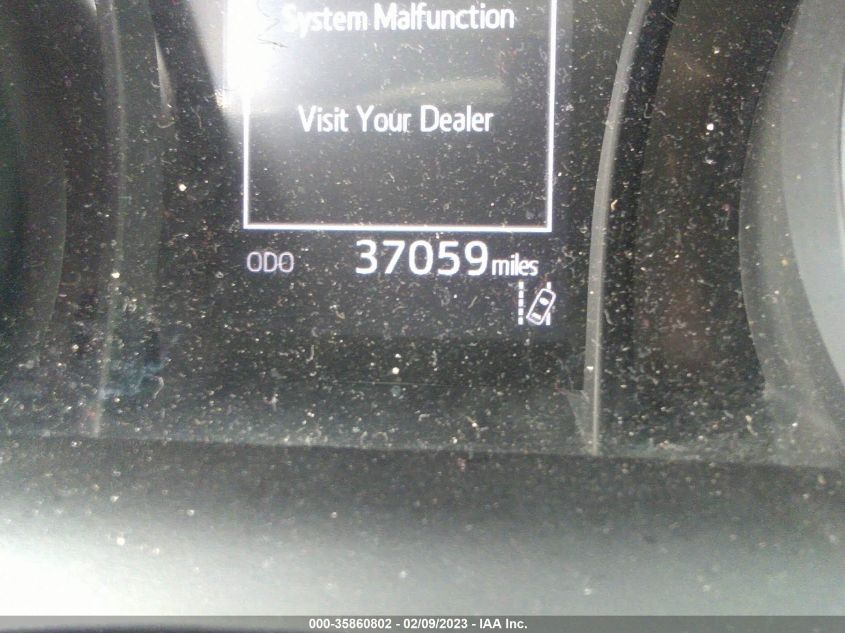 System Malfunction
Visit Your Dealer
ODO 37059 miles
000-35860802 - 02/09/2023 - IAA Inc.